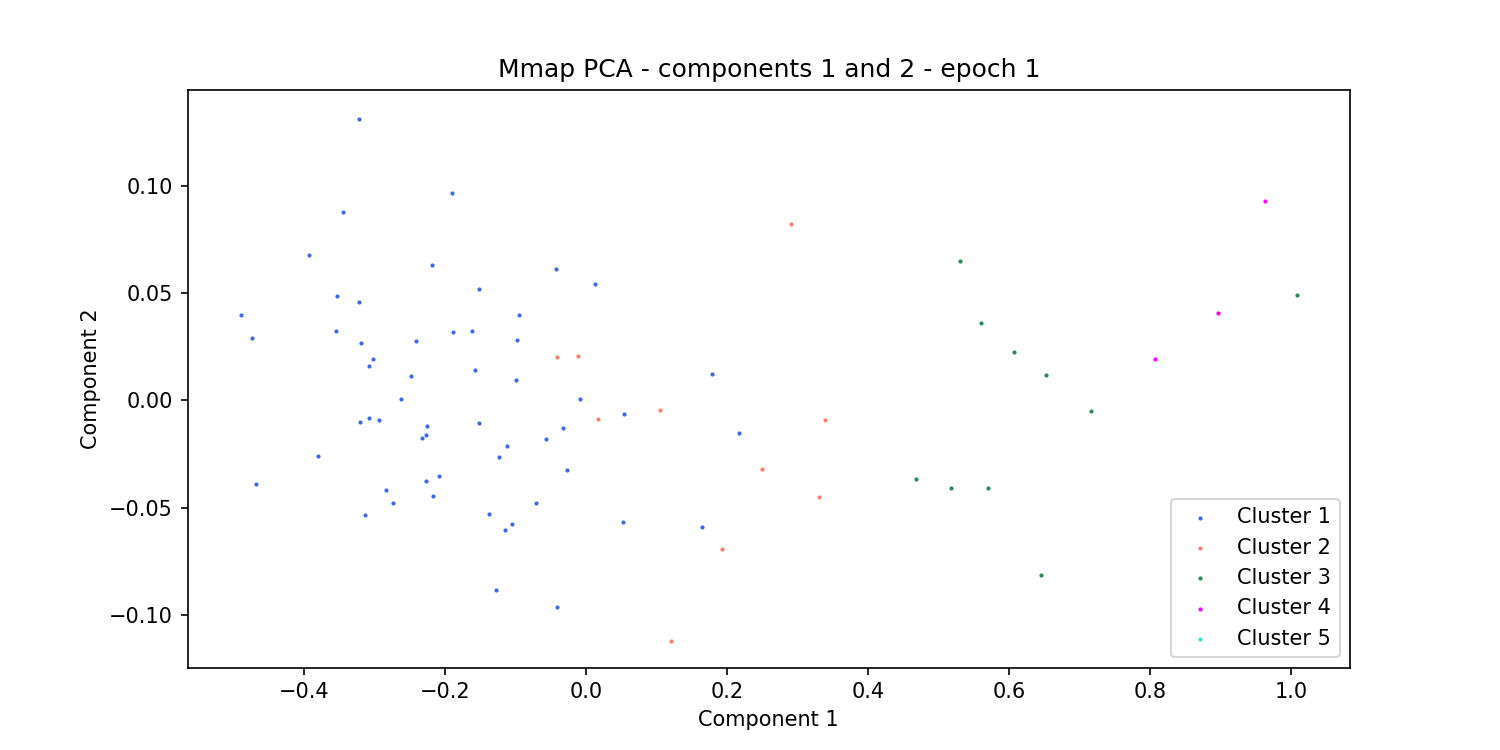 Mmap PCA - components 1 and 2 - epoch 1
Component 2
0.10
0.05
0.00
−0.05
−0.10
−0.4
−0.2
0.0
0.2
0.4
0.6
0.8
1.0
Component 1
Cluster 1
Cluster 2
Cluster 3
Cluster 4
Cluster 5